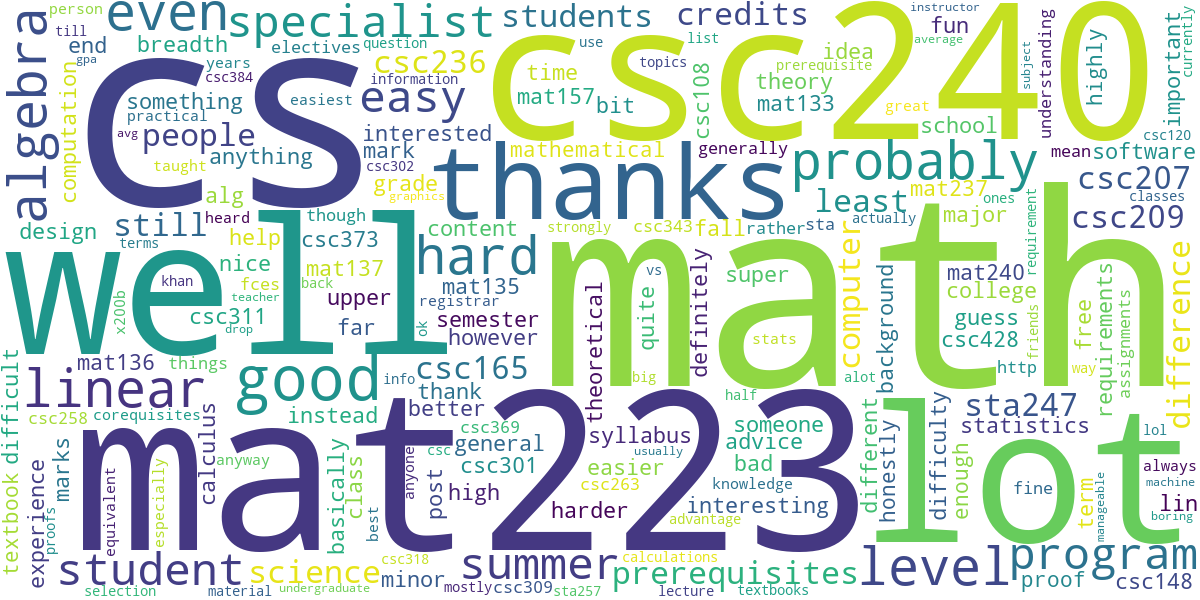 person
till
gpa
even
specialist
students
credits
instructor
fun
average
list
important
currently
end
breadth
years
csc384
electives
question
csc236
use
topics
idea
prerequisite
theory
subject
understanding
highly
algebra
computation
something
practical
information
easiest
easy
time
mat157
bit
csc108
mat133
great
school
cs
csc240
avg
people
anything
taught
interested
mark
csc302
grade
graphics
mathematical
generally
csc120
mean
software
alg
thanks
probably
classes
csc207
design
still
terms
heard
though
help
csc373
content
strongly
csc343
fall
rather
sta
least
actually
mat237
major
ones
requirement
csc209
well
khan
nice
fces
teacher
mat137
back
hard
mat135
registrar
math
definitely
super
quite
vs
computer
mat240
college
background
difference
x200b
csc311
drop
far
upper
ok
semester
however
theoretical
stats
guess
csc428
free
requirements
assignments
friends
way
mat136
things
linear
good
info
csc165
thank
big
alot
http
difficult
textbook
csc258
corequisites
instead
better
csc369
general
half
syllabus
someone
advice
different
honestly
difficulty
sta247
statistics
lot
lol
marks
calculus
anyway
basically
class
anyone
csc
csc301
usually
easier
bad
csc263
knowledge
enough
fine
always
machine
experience
proofs
equivalent
especially
mat223
best
post
high
harder
interesting
advantage
term
manageable
lin
boring
student
science
csc318
minor
summer
calculations
prerequisites
level
program
proof
csc148
selection
material
undergraduate
mostly
csc309
sta257
lecture
textbooks